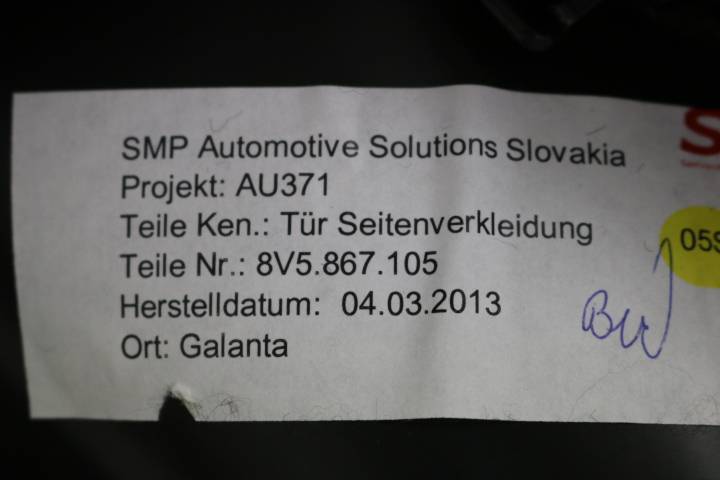 SMP Automotive Solutions Slovakia
Projekt: AU371
Teile Ken.: Tür Seitenverkleidung
Teile Nr.: 8V5.867.105
Herstelldatum: 04.03.2013
Ort: Galanta